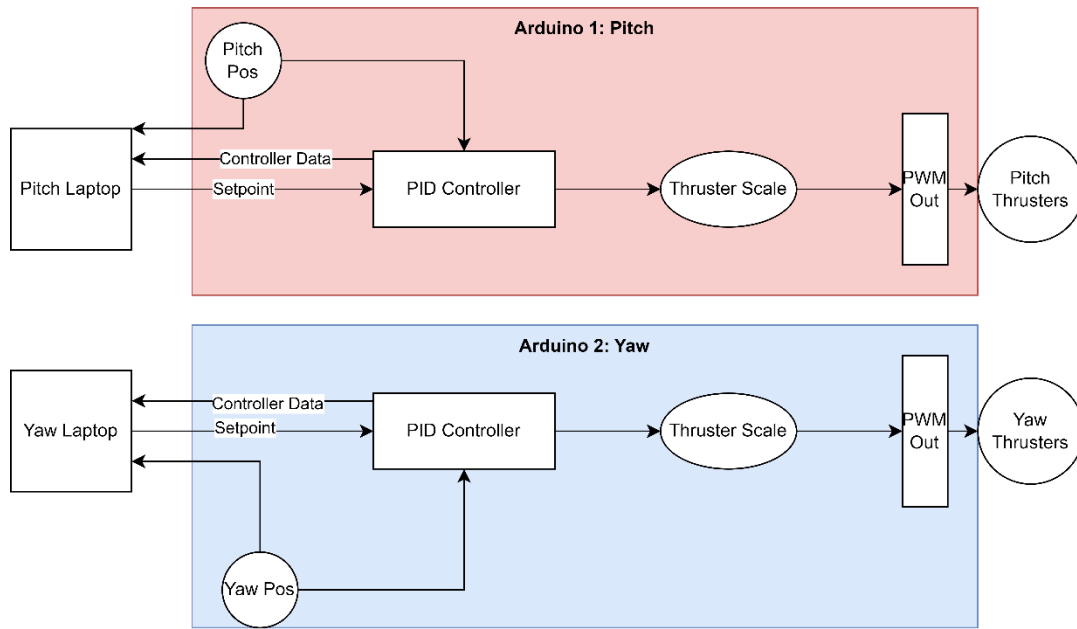 Arduino 1: Pitch
Pitch
Pos
Controller Data
Pitch Laptop
Setpoint
PID Controller
Thruster Scale
PWM
Out
Pitch
Thrusters
Arduino 2: Yaw
Controller Data
Yaw Laptop
Setpoint
PID Controller
Thruster Scale
PWM
Out
Yaw
Thrusters
Yaw Pos